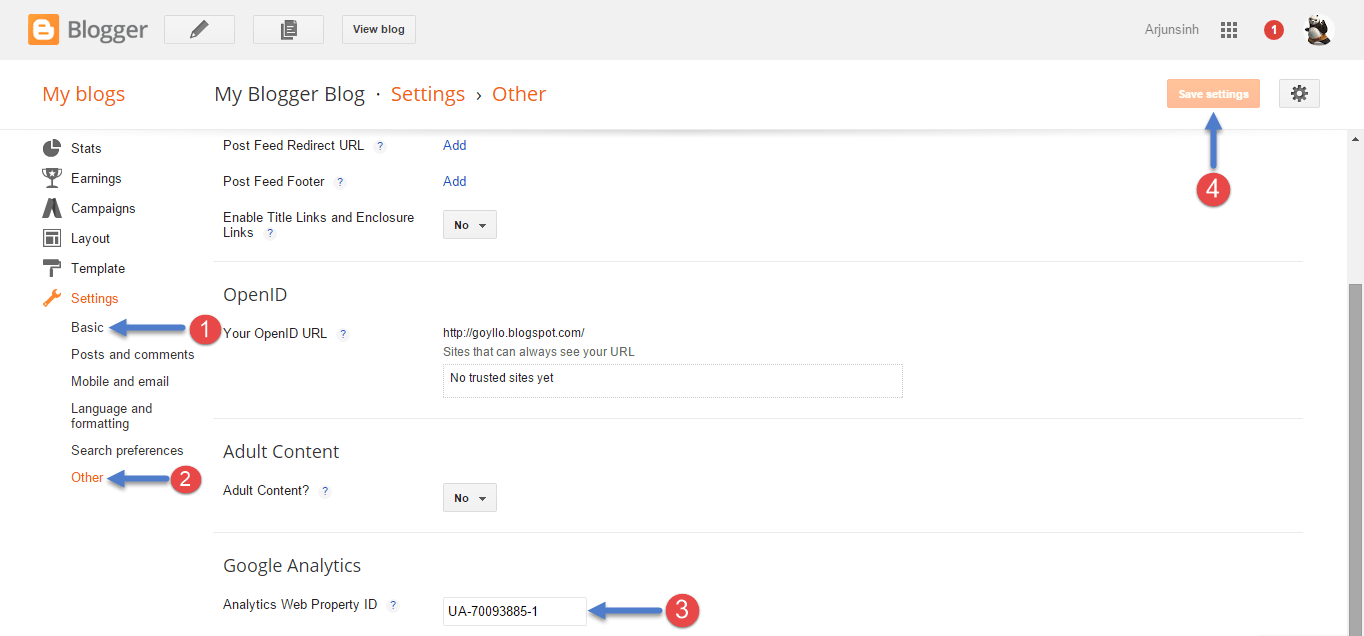 Blogger
View blog
Arjunsinh
1
My blogs
My Blogger Blog · Settings › Other
Save settings
4
Stats
Earnings
Campaigns
Layout
Template
Settings
Basic
1
Posts and comments
Mobile and email
Language and
formatting
Search preferences
Other
2
Post Feed Redirect URL ? Add
Post Feed Footer ? Add
Enable Title Links and Enclosure
Links ?
No
OpenID
Your OpenID URL ? http://goyllo.blogspot.com/
Sites that can always see your URL
No trusted sites yet
Adult Content
Adult Content? ? No
Google Analytics
Analytics Web Property ID ? UA-70093885-1
3